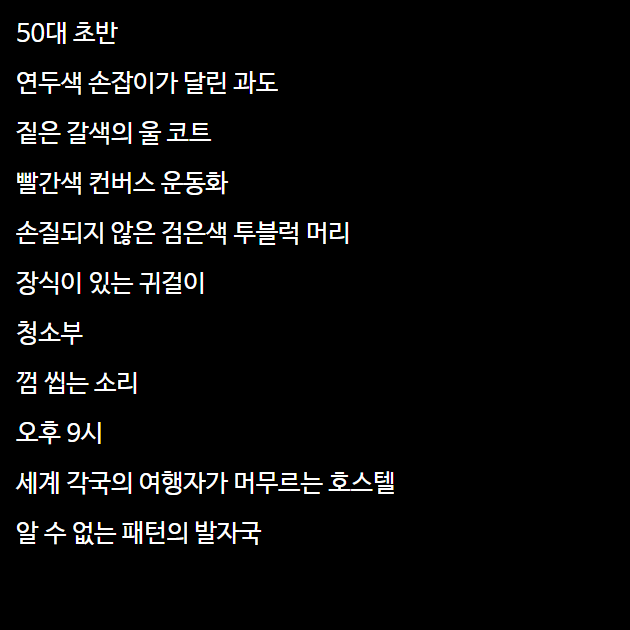 50대 초반
연두색 손잡이가 달린 과도
짙은 갈색의 울 코트
빨간색 컨버스 운동화
손질되지 않은 검은색 투블럭 머리
장식이 있는 귀걸이
청소부
껌 씹는 소리
오후 9시
세계 각국의 여행자가 머무르는 호스텔
알 수 없는 패턴의 발자국